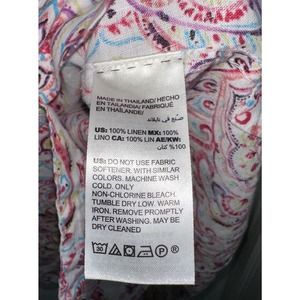 MADE IN THAILAND/ HECHO
EN TAILANDIA/ FABRIQUÉ
EN THAÏLANDE/
صنع في تايلاند
US: 100% LINEN MX: 100%
LINO CA: 100% LIN AE/KW:
100% كتان
US: DO NOT USE FABRIC
SOFTENER. WITH SIMILAR
COLORS. MACHINE WASH
COLD. ONLY
NON-CHLORINE BLEACH.
TUMBLE DRY LOW. WARM
IRON. REMOVE PROMPTLY
AFTER WASHING. MAY BE
DRY CLEANED
30
P